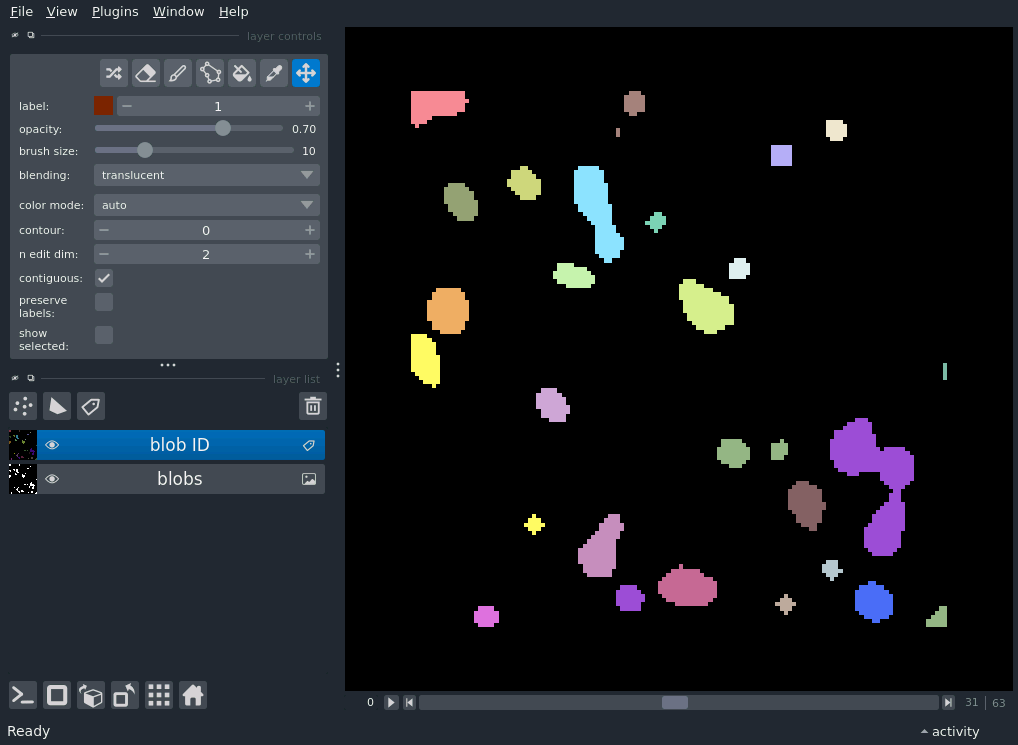 File View Plugins Window Help
layer controls
label: 1
opacity: 0.70
brush size: 10
blending: translucent
color mode: auto
contour: 0
n edit dim: 2
contiguous:
preserve
labels:
show
selected:
layer list
blob ID
blobs
0 31 | 63
Ready activity